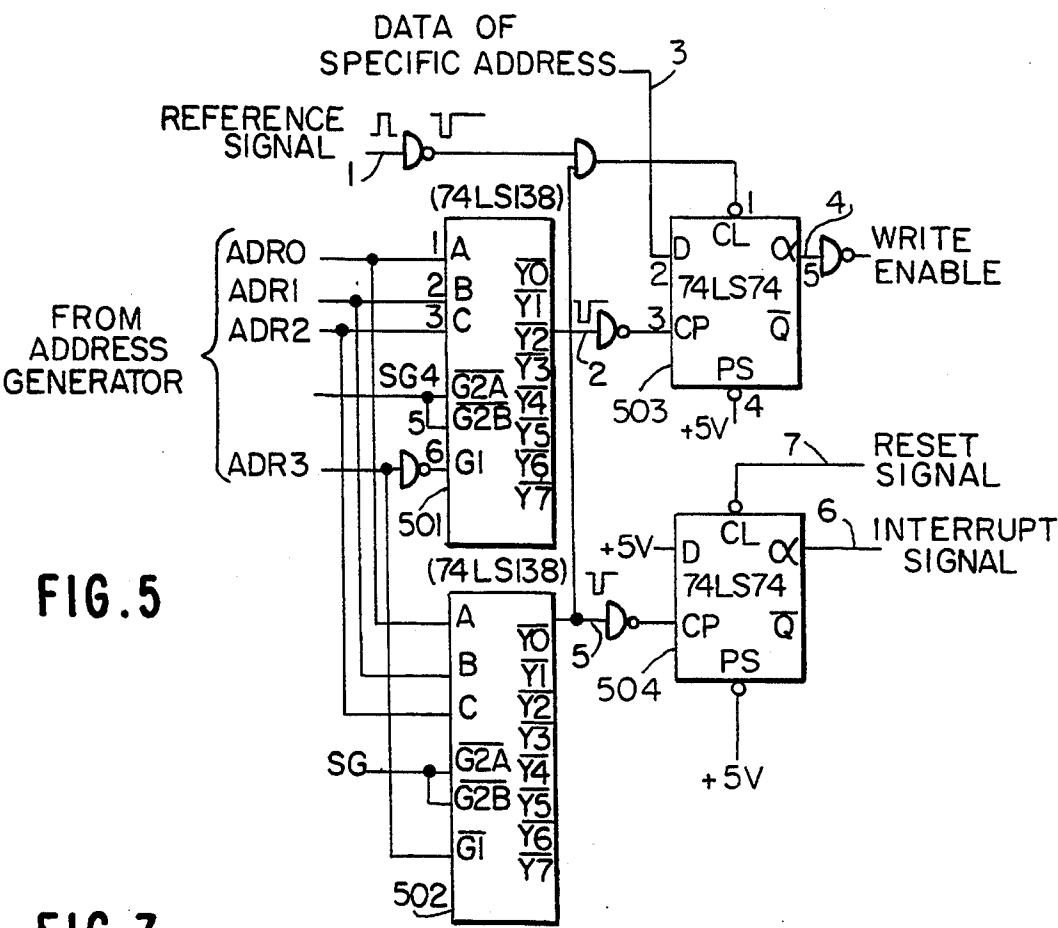 DATA OF
SPECIFIC ADDRESS
3
REFERENCE
SIGNAL
1
(74LS138)
1
4
ADR0
1
A
CL
WRITE
ENABLE
D
α
2
5
Y0
ADR1
2
B
74LS74
Y1
FROM
ADDRESS
GENERATOR
ADR2
3
C
3
CP
Q
Y2
2
Y3
PS
SG4
G2A
Y4
503
4
+5V
5
G2B
Y5
7
RESET
SIGNAL
ADR3
6
G1
Y6
Y7
501
6
INTERRUPT
SIGNAL
CL
+5V
D
α
FIG.5
(74LS138)
74LS74
A
CP
Q
Y0
5
B
Y1
504
PS
C
Y2
Y3
SG
G2A
Y4
+5V
G2B
Y5
Y6
G1
Y7
502